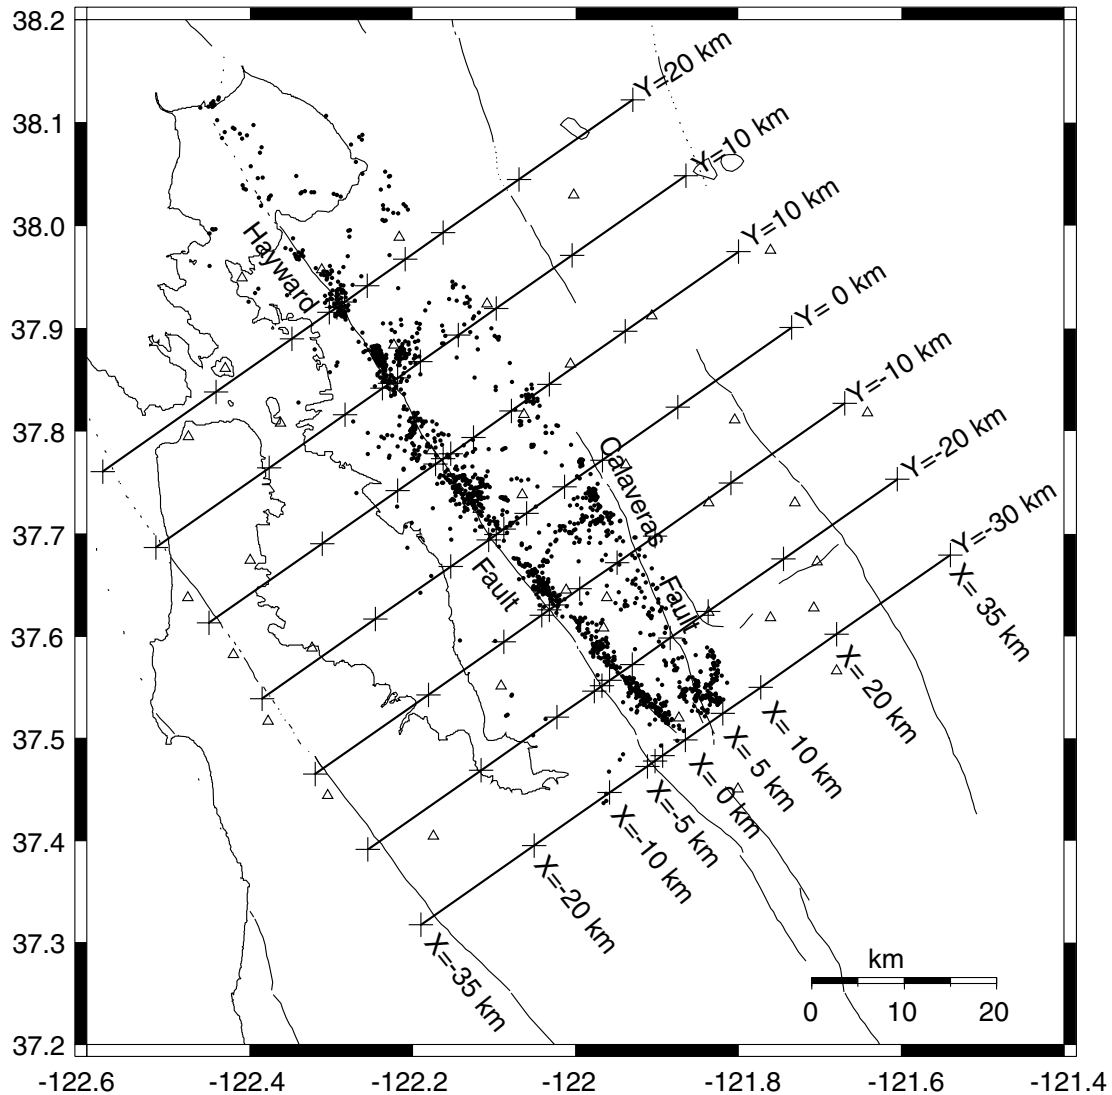 38.2
38.1
38.0
37.9
37.8
37.7
37.6
37.5
37.4
37.3
37.2
-122.6
-122.4
-122.2
-122
-121.8
-121.6
-121.4
Y=20 km
Y=10 km
Y=10 km
Y= 0 km
Y=-10 km
Y=-20 km
Y=-30 km
X= 35 km
X= 20 km
X= 10 km
X= 5 km
X= 0 km
X=-5 km
X=-10 km
X=-20 km
X=-35 km
Hayward
Fault
Calaveras
Fault
km
0
10
20